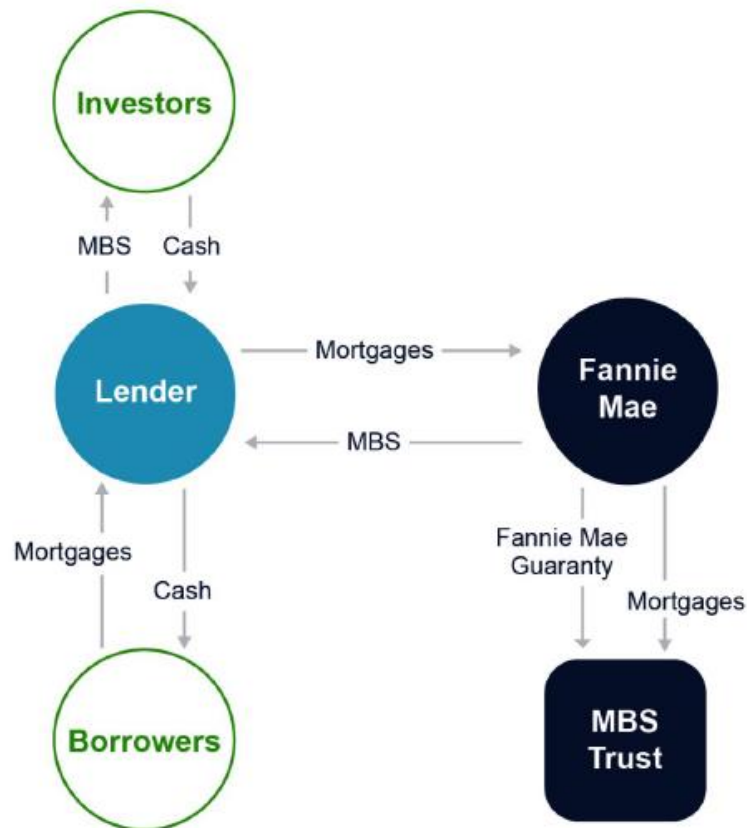 Investors
MBS
Cash
Lender
Mortgages
Fannie
Mae
MBS
Mortgages
Cash
Fannie Mae
Guaranty
Mortgages
Borrowers
MBS
Trust